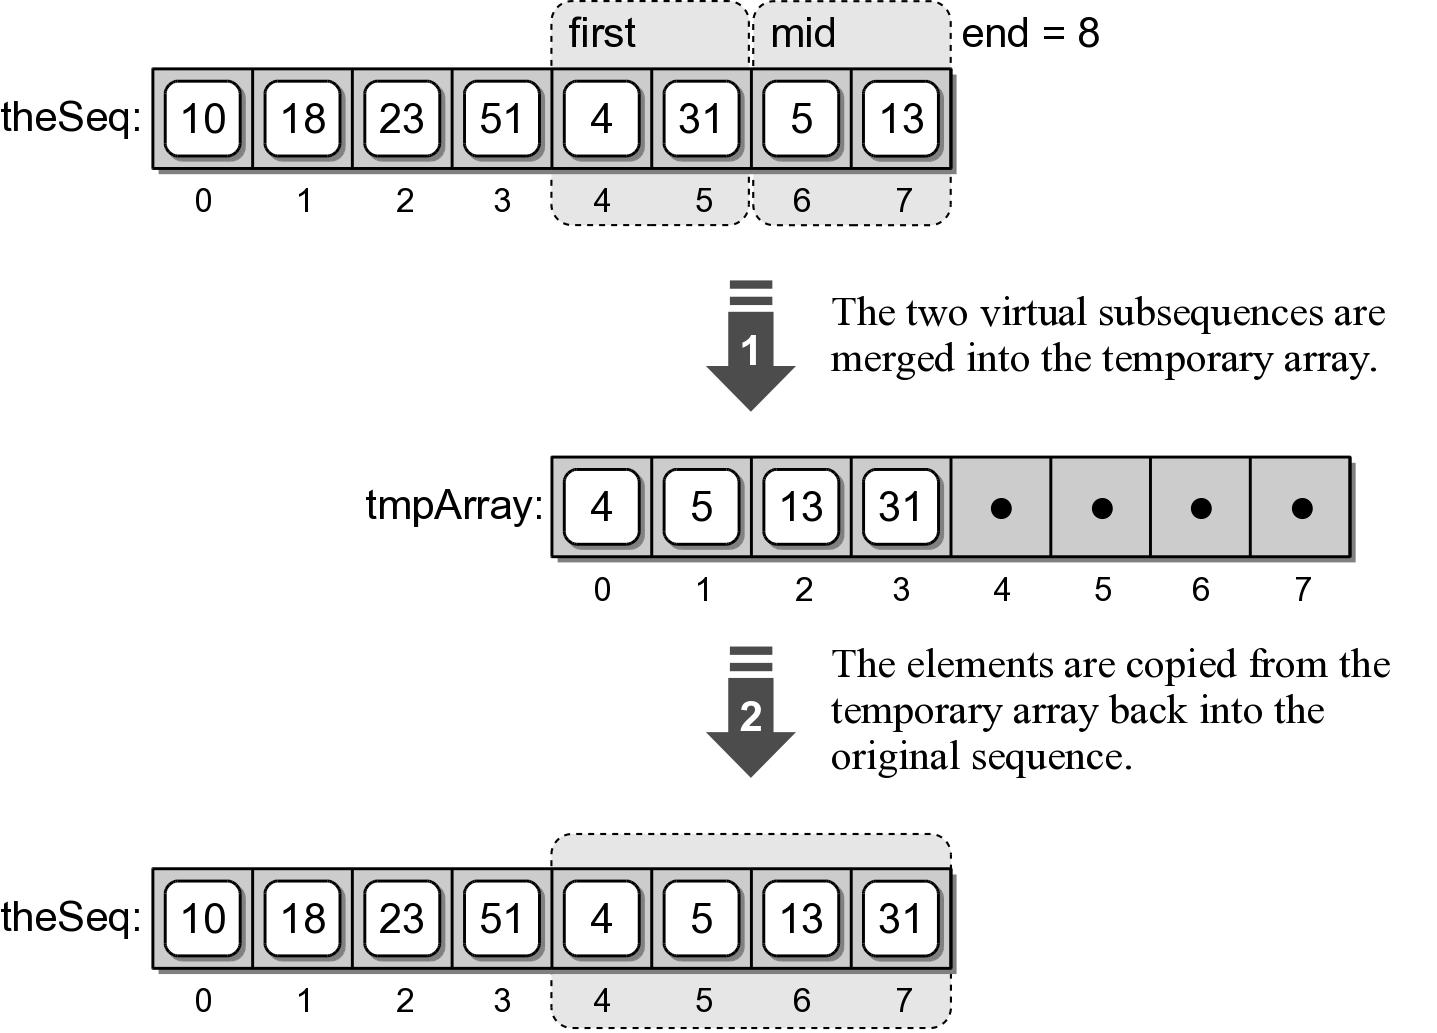 first mid end = 8
theSeq: 10 18 23 51 4 31 5 13
0 1 2 3 4 5 6 7
1
The two virtual subsequences are
merged into the temporary array.
tmpArray: 4 5 13 31 • • • •
0 1 2 3 4 5 6 7
2
The elements are copied from the
temporary array back into the
original sequence.
theSeq: 10 18 23 51 4 5 13 31
0 1 2 3 4 5 6 7